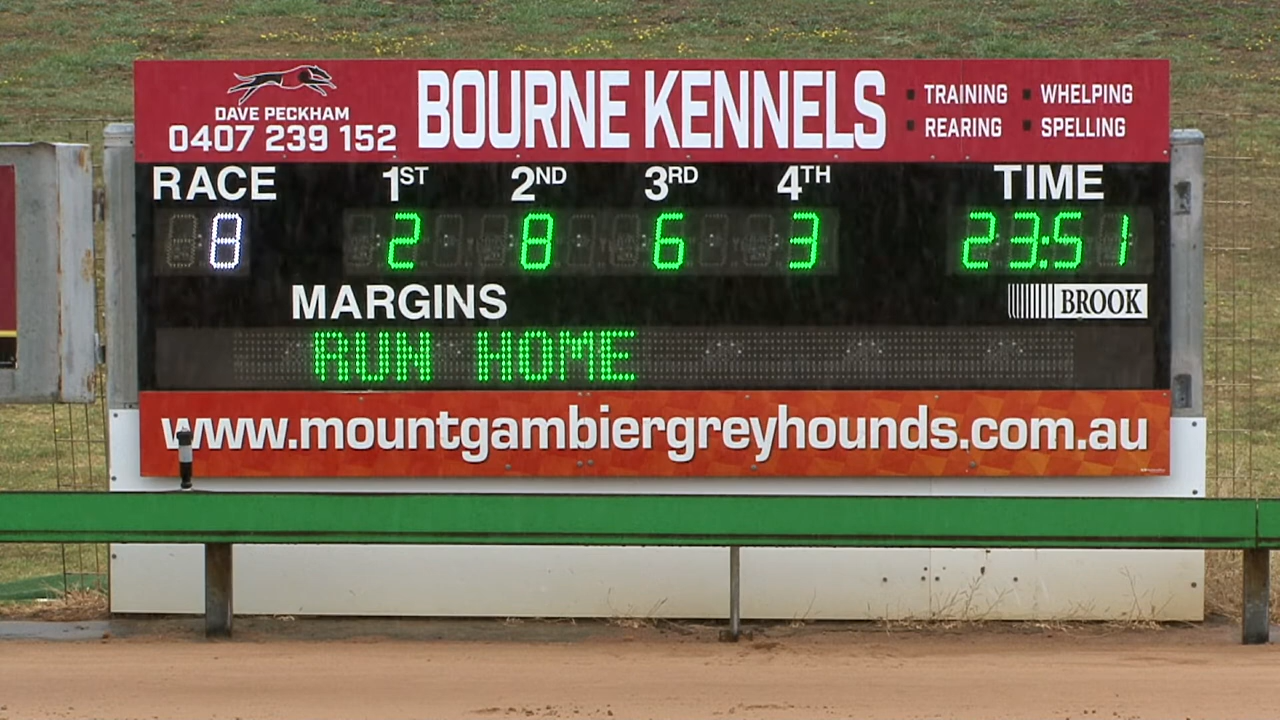 DAVE PECKHAM
0407 239 152
BOURNE KENNELS
▪ TRAINING ▪ WHELPING
▪ REARING ▪ SPELLING
RACE 1ST 2ND 3RD 4TH TIME
8 2 8 6 3 23:51
MARGINS
BROOK
RUN HOME
www.mountgambiergreyhounds.com.au